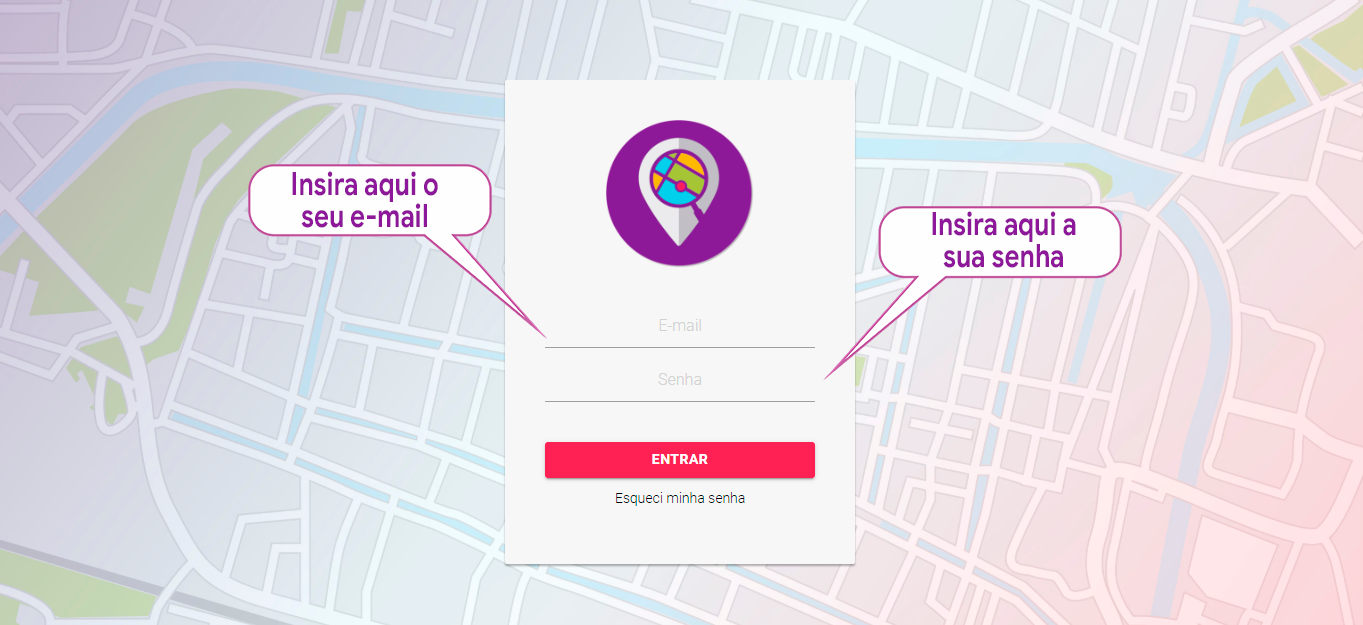 Insira aqui o
seu e-mail
Insira aqui a
sua senha
E-mail
Senha
ENTRAR
Esqueci minha senha